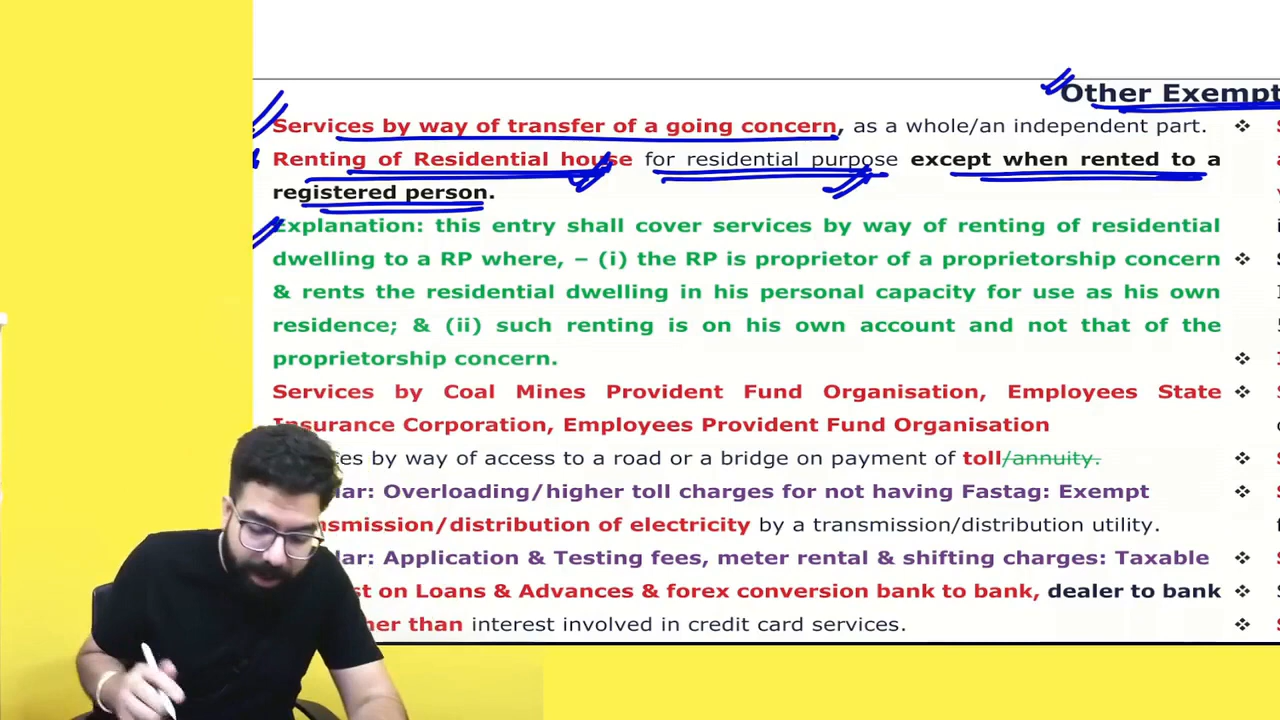 Other Exempt
Services by way of transfer of a going concern, as a whole/an independent part.
Renting of Residential house for residential purpose except when rented to a
registered person.
Explanation: this entry shall cover services by way of renting of residential
dwelling to a RP where, – (i) the RP is proprietor of a proprietorship concern
& rents the residential dwelling in his personal capacity for use as his own
residence; & (ii) such renting is on his own account and not that of the
proprietorship concern.
Services by Coal Mines Provident Fund Organisation, Employees State
Insurance Corporation, Employees Provident Fund Organisation
by way of access to a road or a bridge on payment of toll/annuity.
Overloading/higher toll charges for not having Fastag: Exempt
nsmission/distribution of electricity by a transmission/distribution utility.
Application & Testing fees, meter rental & shifting charges: Taxable
on Loans & Advances & forex conversion bank to bank, dealer to bank
than interest involved in credit card services.